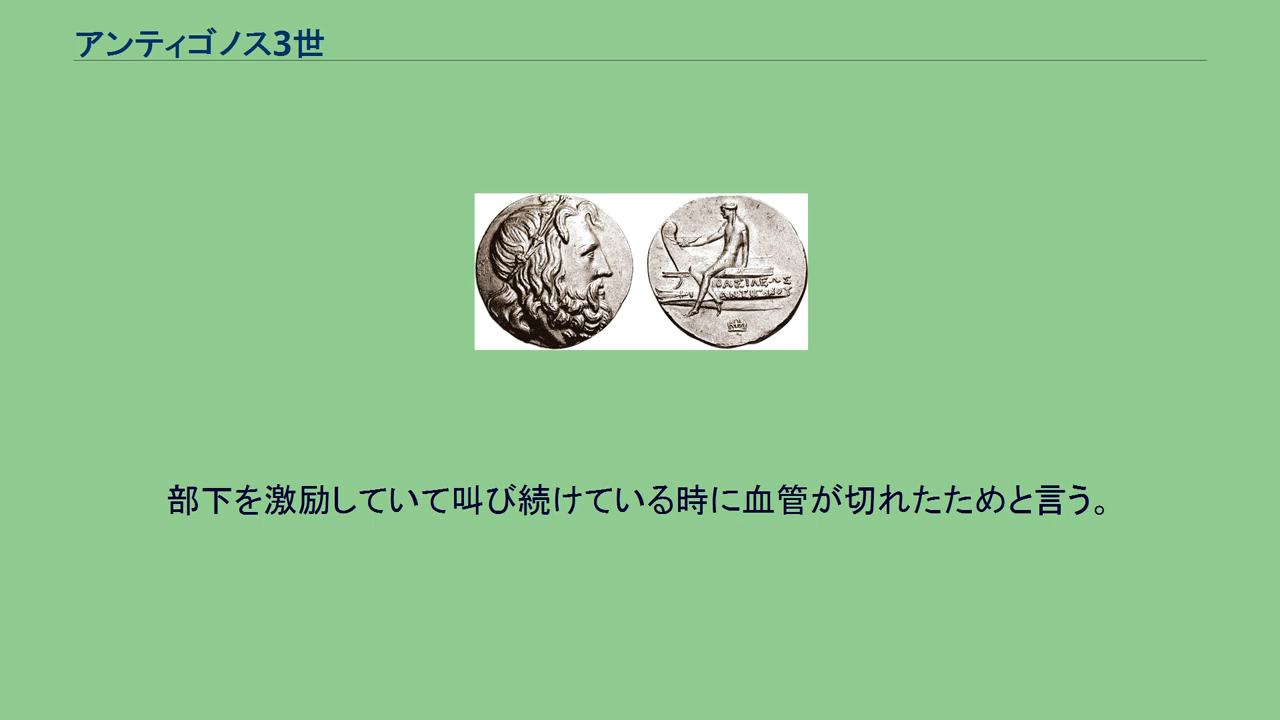 アンティゴノス3世
ΒΑΣΙΛΕΩΣ
ΑΝΤΙΓΟΝΟΥ
部下を激励していて叫び続けている時に血管が切れたためと言う。